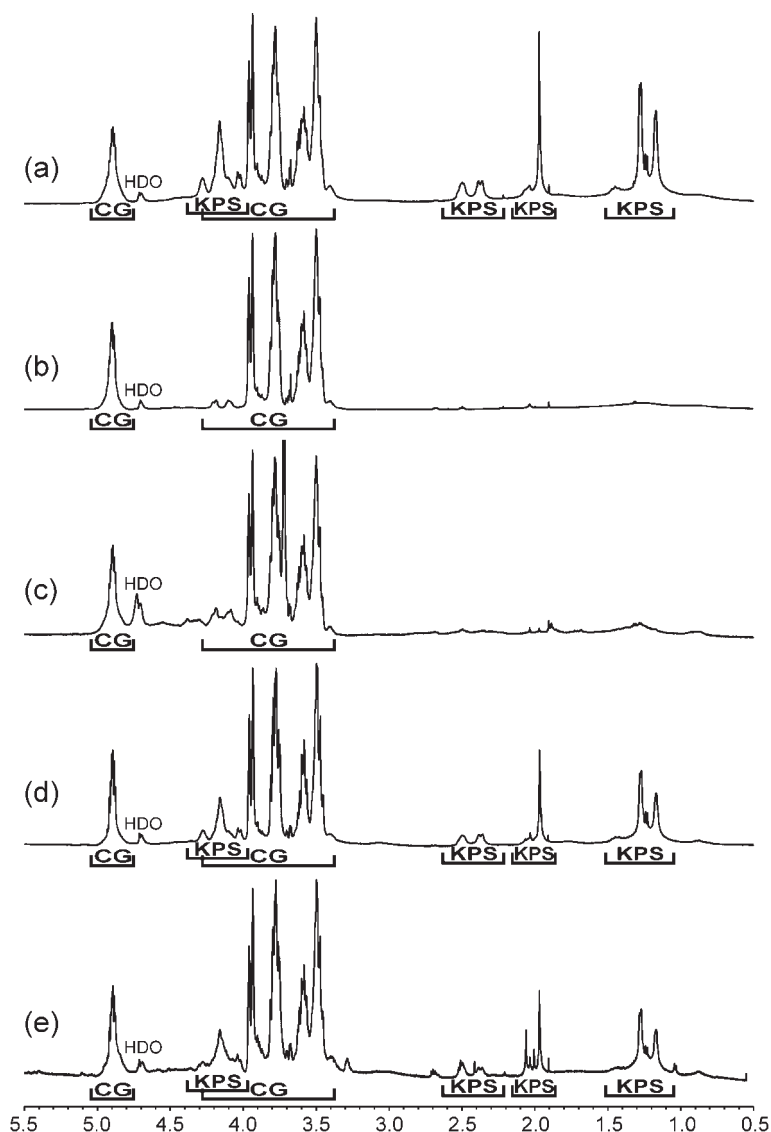 (a)
HDO
CG KPS CG KPS KPS KPS
(b)
HDO
CG CG
(c)
HDO
CG CG
(d)
HDO
CG KPS CG KPS KPS KPS
(e)
HDO
CG KPS CG KPS KPS KPS
5.5 5.0 4.5 4.0 3.5 3.0 2.5 2.0 1.5 1.0 0.5